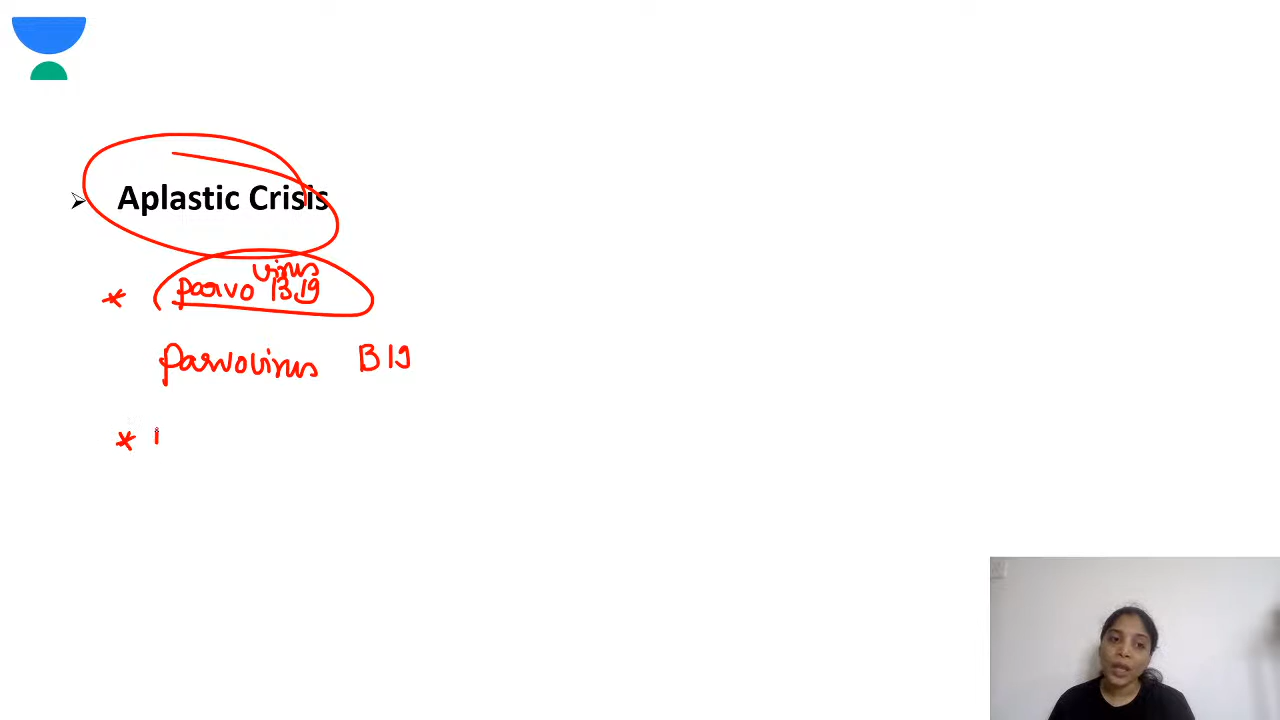 Aplastic Crisis
* parvo virus B19
parvovirus B19
*